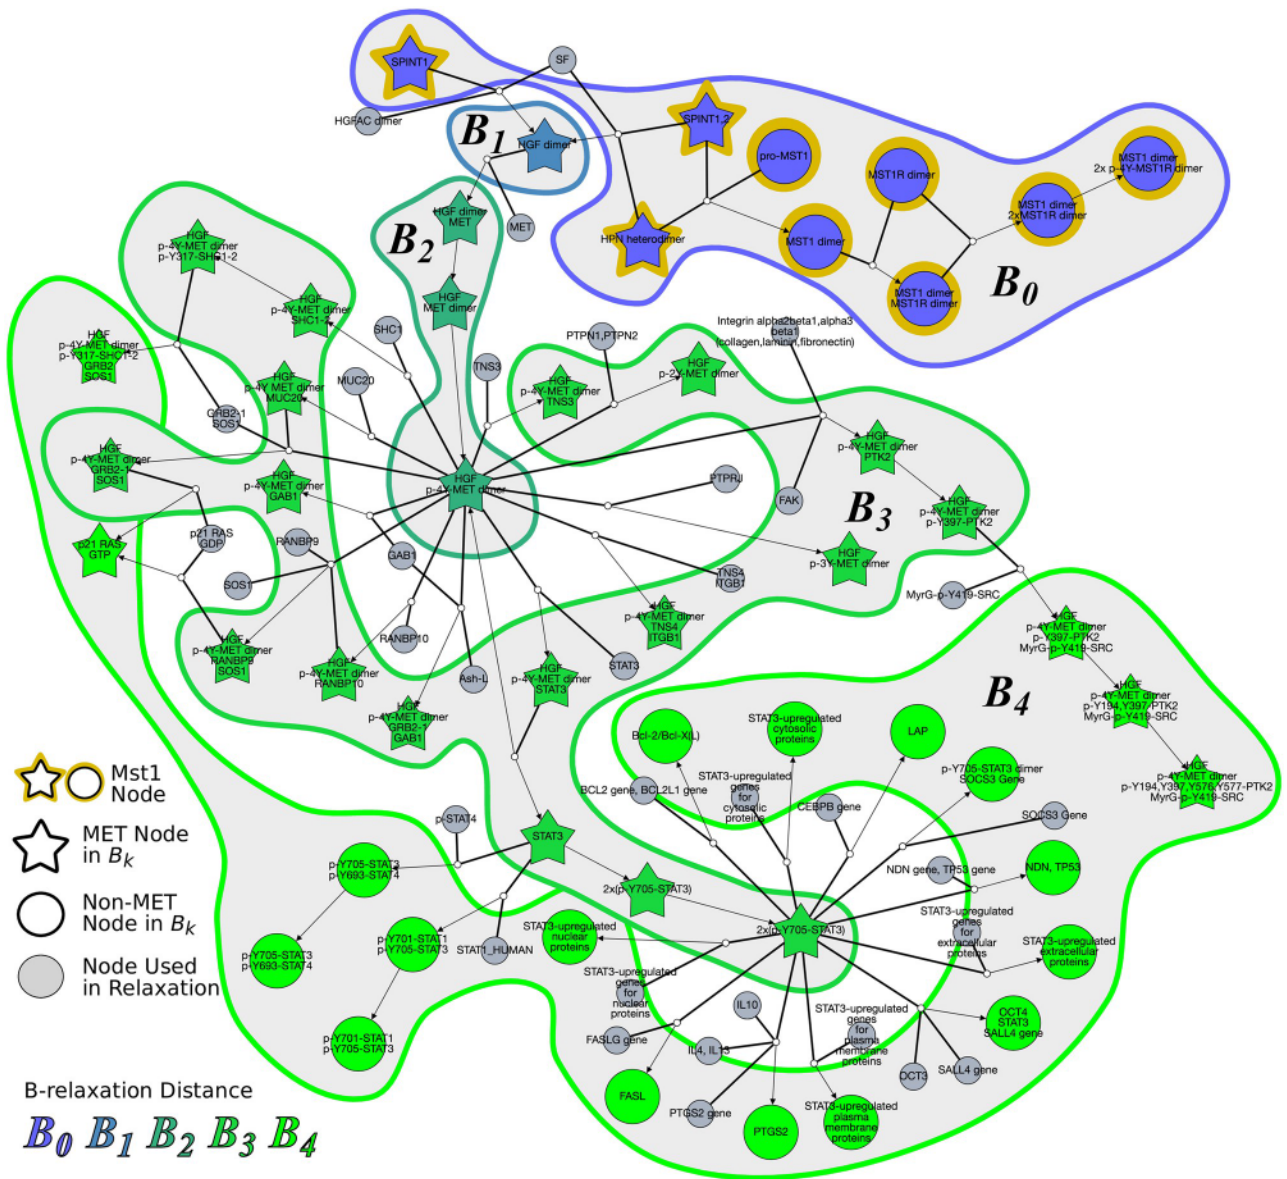 SPINT1
SF
HGFAC dimer
B1
HGF dimer
SPINT1,2
pro-MST1
MST1R dimer
MST1 dimer
2x p-4Y-MST1R dimer
MST1 dimer
2xMST1R dimer
HPN heterodimer
MST1 dimer
MST1 dimer
MST1R dimer
B0
HGF dimer
MET
MET
B2
HGF
MET dimer
HGF
p-4Y-MET dimer
p-Y317-SHC1-2
HGF
p-4Y-MET dimer
SHC1-2
HGF
p-4Y-MET dimer
p-Y317-SHC1-2
GRB2
SOS1
SHC1
TNS3
PTPN1,PTPN2
Integrin alpha2beta1,alpha3
beta1
(collagen,laminin,fibronectin)
HGF
p-4Y-MET dimer
MUC20
MUC20
HGF
p-4Y-MET dimer
TNS3
HGF
p-2Y-MET dimer
GRB2-1
SOS1
HGF
p-4Y-MET dimer
GRB2-1
SOS1
HGF
p-4Y-MET dimer
GAB1
HGF
p-4Y-MET dimer
PTPRJ
FAK
HGF
p-4Y-MET dimer
PTK2
HGF
p-4Y-MET dimer
p-Y397-PTK2
B3
p21 RAS
GTP
p21 RAS
GDP
RANBP9
SOS1
GAB1
HGF
p-3Y-MET dimer
TNS4
ITGB1
MyrG-p-Y419-SRC
HGF
p-4Y-MET dimer
RANBP9
SOS1
HGF
p-4Y-MET dimer
RANBP10
RANBP10
Ash-L
HGF
p-4Y-MET dimer
GRB2-1
GAB1
HGF
p-4Y-MET dimer
STAT3
STAT3
HGF
p-4Y-MET dimer
TNS4
ITGB1
HGF
p-4Y-MET dimer
p-Y397-PTK2
MyrG-p-Y419-SRC
HGF
p-4Y-MET dimer
p-Y194,Y397-PTK2
MyrG-p-Y419-SRC
HGF
p-4Y-MET dimer
p-Y194,Y397,Y576,Y577-PTK2
MyrG-p-Y419-SRC
B4
Bcl-2/Bcl-X(L)
STAT3-upregulated
cytosolic
proteins
LAP
p-Y705-STAT3 dimer
SOCS3 Gene
BCL2 gene, BCL2L1 gene
STAT3-upregulated
genes
for
cytosolic
proteins
CEBPB gene
SOCS3 Gene
NDN gene, TP53 gene
NDN, TP53
p-STAT4
STAT3
2x(p-Y705-STAT3)
2x(p-Y705-STAT3)
STAT3-upregulated
genes
for
extracellular
proteins
STAT3-upregulated
extracellular
proteins
p-Y705-STAT3
p-Y693-STAT4
p-Y705-STAT3
p-Y693-STAT4
p-Y701-STAT1
p-Y705-STAT3
STAT1_HUMAN
STAT3-upregulated
nuclear
proteins
STAT3-upregulated
genes
for
nuclear
proteins
p-Y701-STAT1
p-Y705-STAT3
FASLG gene
IL10
IL4, IL13
STAT3-upregulated
genes
for
plasma
membrane
proteins
OCT4
STAT3
SALL4 gene
OCT3
SALL4 gene
FASL
PTGS2 gene
PTGS2
STAT3-upregulated
plasma
membrane
proteins
Mst1
Node
MET Node
in Bk
Non-MET
Node in Bk
Node Used
in Relaxation
B-relaxation Distance
B0 B1 B2 B3 B4